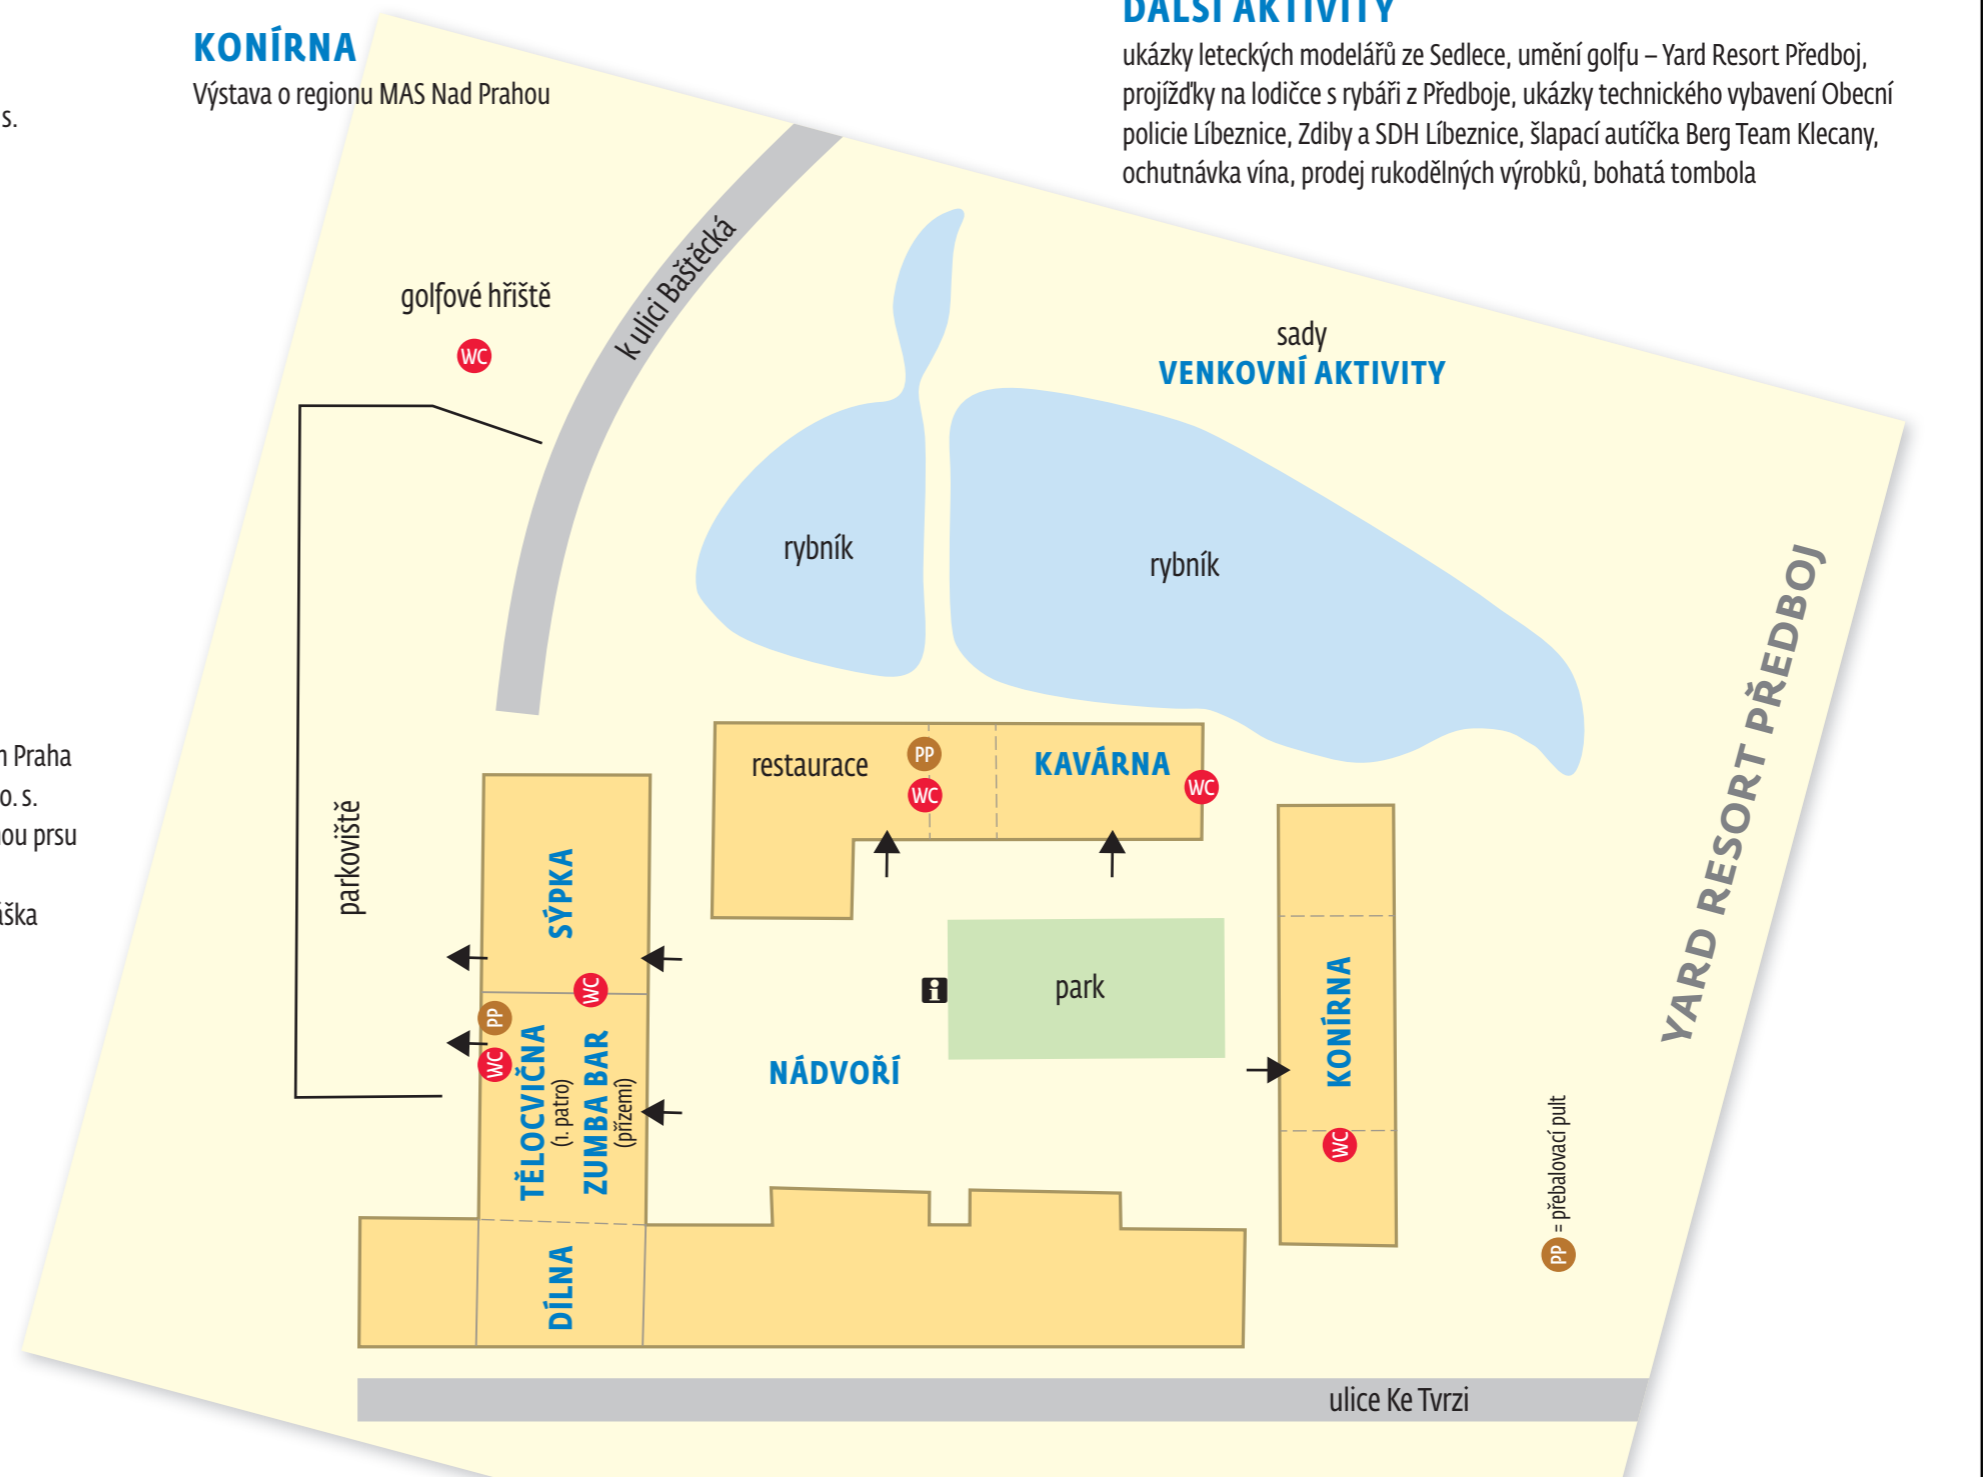 s.
n Praha
o. s.
ou prsu
áška
KONÍRNA
Výstava o regionu MAS Nad Prahou
DALŠÍ AKTIVITY
ukázky leteckých modelářů ze Sedlece, umění golfu – Yard Resort Předboj,
projížďky na lodičce s rybáři z Předboje, ukázky technického vybavení Obecní
policie Líbeznice, Zdiby a SDH Líbeznice, šlapací autíčka Berg Team Klecany,
ochutnávka vína, prodej rukodělných výrobků, bohatá tombola
k ulici Baštěcká
golfové hřiště
WC
sady
VENKOVNÍ AKTIVITY
rybník
rybník
YARD RESORT PŘEDBOJ
restaurace
PP
WC
KAVÁRNA
WC
parkoviště
SÝPKA
WC
PP
WC
TĚLOCVIČNA
(1. patro)
ZUMBA BAR
(přízemí)
i
park
NÁDVOŘÍ
KONÍRNA
WC
PP = přebalovací pult
DÍLNA
ulice Ke Tvrzi